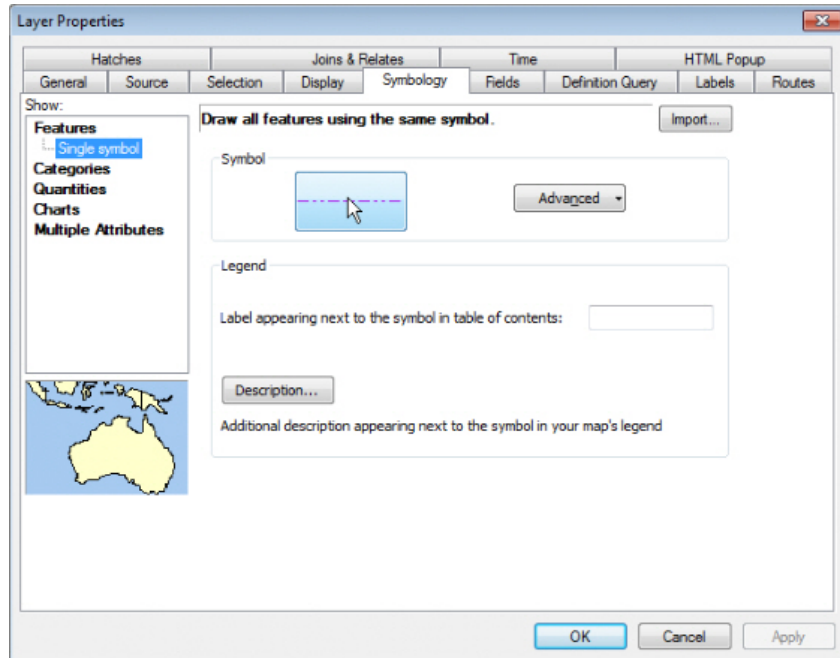 Layer Properties
Hatches Joins & Relates Time HTML Popup
General Source Selection Display Symbology Fields Definition Query Labels Routes
Show:
Features
Single symbol
Categories
Quantities
Charts
Multiple Attributes
Draw all features using the same symbol.
Import...
Symbol
Advanced
Legend
Label appearing next to the symbol in table of contents:
Description...
Additional description appearing next to the symbol in your map's legend
OK Cancel Apply